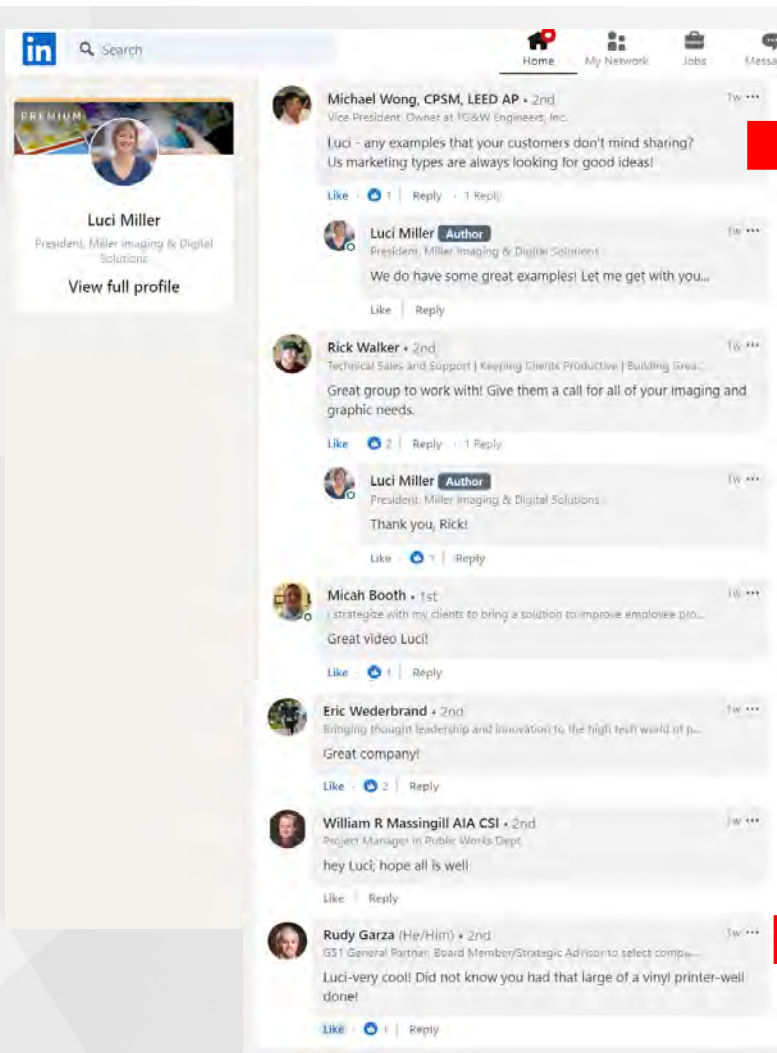 in
Search
Home
My Network
Jobs
PREMIUM
Luci Miller
President, Miller Imaging & Digital
Solutions
View full profile
Michael Wong, CPSM, LEED AP • 2nd
1w •••
Vice President, Owner at TG&W Engineers, Inc.
Luci - any examples that your customers don't mind sharing?
Us marketing types are always looking for good ideas!
Like · 1 | Reply · 1 Reply
Luci Miller Author
1w •••
President, Miller Imaging & Digital Solutions
We do have some great examples! Let me get with you...
Like | Reply
Rick Walker • 2nd
1w •••
Technical Sales and Support | Keeping Clients Productive | Building Grea...
Great group to work with! Give them a call for all of your imaging and
graphic needs.
Like · 2 | Reply · 1 Reply
Luci Miller Author
1w •••
President, Miller Imaging & Digital Solutions
Thank you, Rick!
Like · 1 | Reply
Micah Booth • 1st
1w •••
I strategize with my clients to bring a solution to improve employee pro...
Great video Luci!
Like · 1 | Reply
Eric Wederbrand • 2nd
1w •••
Bringing thought leadership and innovation to the high tech world of p...
Great company!
Like · 2 | Reply
William R Massingill AIA CSI • 2nd
1w •••
Project Manager in Public Works Dept
hey Luci; hope all is well
Like | Reply
Rudy Garza (He/Him) • 2nd
1w •••
GS1 General Partner, Board Member/Strategic Advisor to select compa...
Luci-very cool! Did not know you had that large of a vinyl printer-well
done!
Like · 1 | Reply